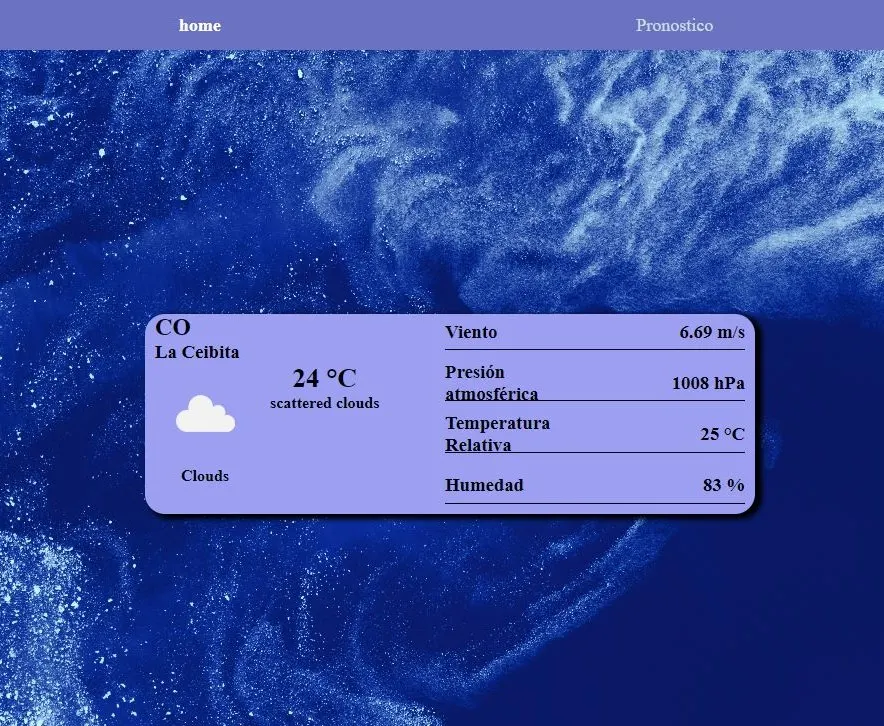 home
Pronostico
CO
La Ceibita
24 °C
scattered clouds
Clouds
Viento
6.69 m/s
Presión
atmosférica
1008 hPa
Temperatura
Relativa
25 °C
Humedad
83 %